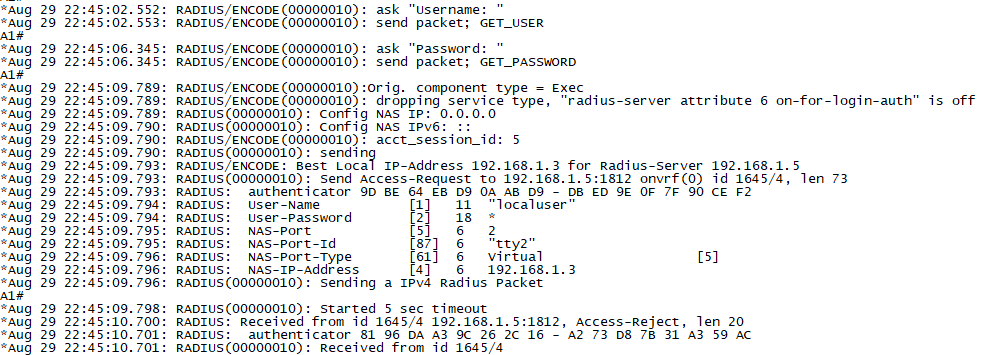 *Aug 29 22:45:02.552: RADIUS/ENCODE(00000010): ask "Username: "
*Aug 29 22:45:02.553: RADIUS/ENCODE(00000010): send packet; GET_USER
A1#
*Aug 29 22:45:06.345: RADIUS/ENCODE(00000010): ask "Password: "
*Aug 29 22:45:06.345: RADIUS/ENCODE(00000010): send packet; GET_PASSWORD
A1#
*Aug 29 22:45:09.789: RADIUS/ENCODE(00000010):Orig. component type = Exec
*Aug 29 22:45:09.789: RADIUS/ENCODE(00000010): dropping service type, "radius-server attribute 6 on-for-login-auth" is off
*Aug 29 22:45:09.789: RADIUS(00000010): Config NAS IP: 0.0.0.0
*Aug 29 22:45:09.790: RADIUS(00000010): Config NAS IPv6: ::
*Aug 29 22:45:09.790: RADIUS/ENCODE(00000010): acct_session_id: 5
*Aug 29 22:45:09.790: RADIUS(00000010): sending
*Aug 29 22:45:09.793: RADIUS/ENCODE: Best Local IP-Address 192.168.1.3 for Radius-Server 192.168.1.5
*Aug 29 22:45:09.793: RADIUS(00000010): Send Access-Request to 192.168.1.5:1812 onvrf(0) id 1645/4, len 73
*Aug 29 22:45:09.793: RADIUS:  authenticator 9D BE 64 EB D9 0A AB D9 - DB ED 9E 0F 7F 90 CE F2
*Aug 29 22:45:09.794: RADIUS:  User-Name           [1]   11  "localuser"
*Aug 29 22:45:09.794: RADIUS:  User-Password       [2]   18  *
*Aug 29 22:45:09.795: RADIUS:  NAS-Port            [5]   6   2
*Aug 29 22:45:09.795: RADIUS:  NAS-Port-Id         [87]  6   "tty2"
*Aug 29 22:45:09.796: RADIUS:  NAS-Port-Type       [61]  6   Virtual                   [5]
*Aug 29 22:45:09.796: RADIUS:  NAS-IP-Address      [4]   6   192.168.1.3
*Aug 29 22:45:09.796: RADIUS(00000010): Sending a IPv4 Radius Packet
A1#
*Aug 29 22:45:09.798: RADIUS(00000010): Started 5 sec timeout
*Aug 29 22:45:10.700: RADIUS: Received from id 1645/4 192.168.1.5:1812, Access-Reject, len 20
*Aug 29 22:45:10.701: RADIUS:  authenticator 81 96 DA A3 9C 26 2C 16 - A2 73 D8 7B 31 A3 59 AC
*Aug 29 22:45:10.701: RADIUS(00000010): Received from id 1645/4